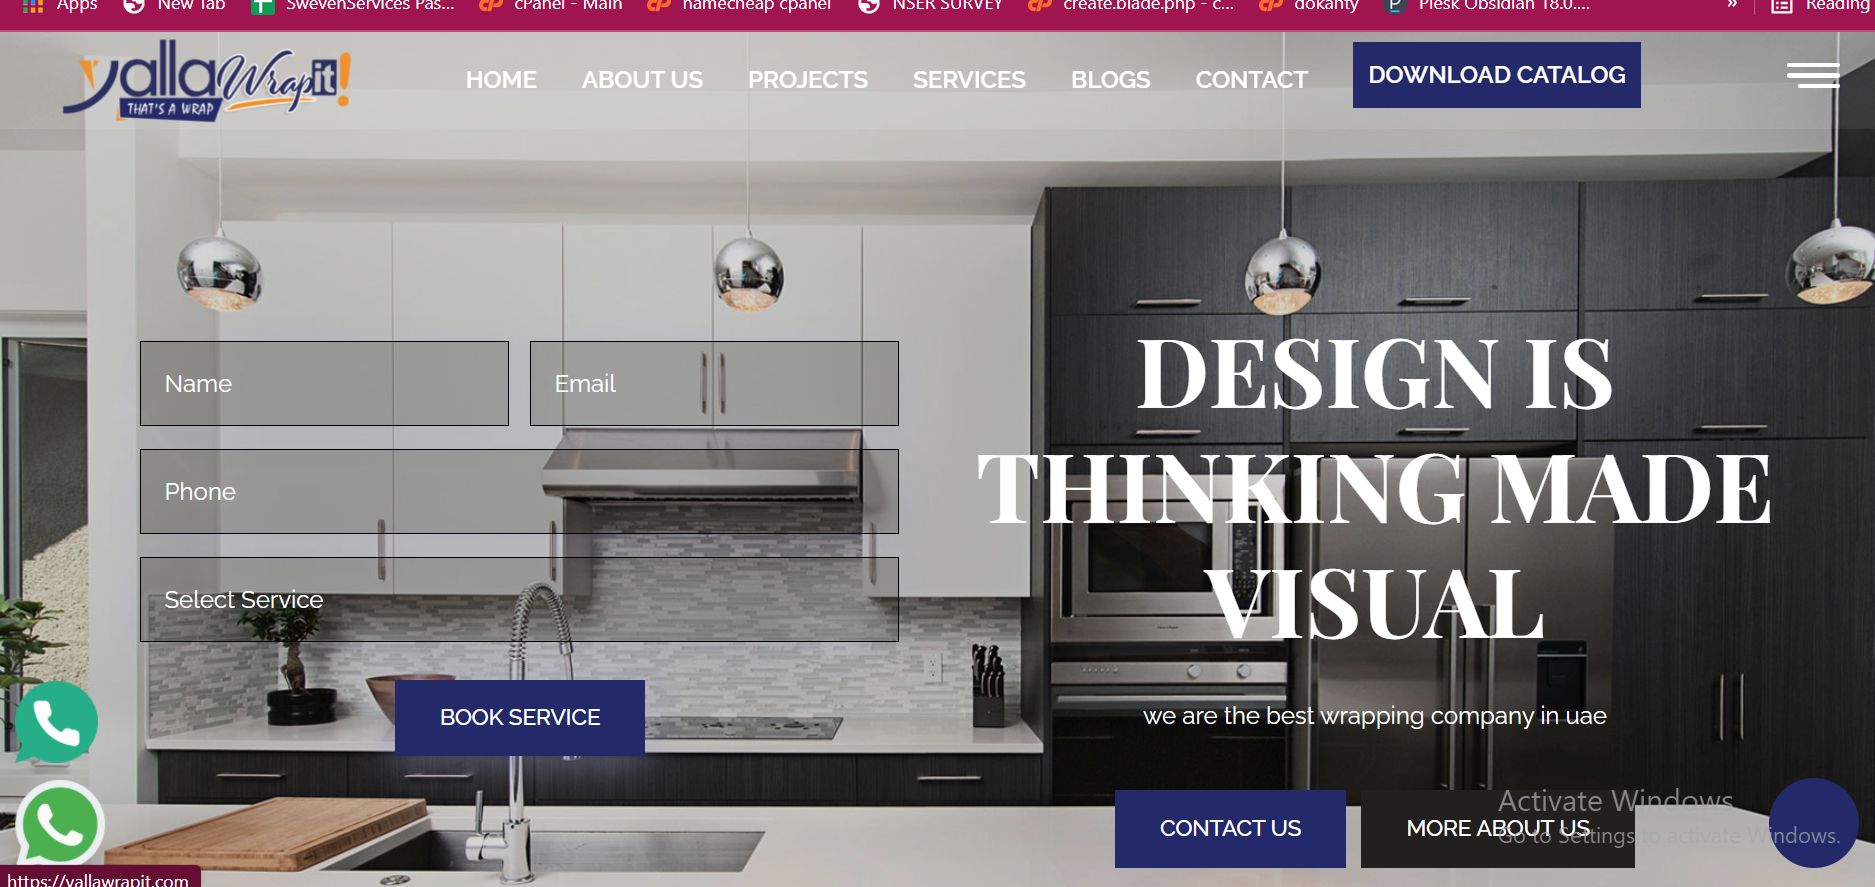 Apps New Tab SwevenServices Pas... cPanel - Main namecheap cpanel NSER SURVEY create.blade.php - c... dokanty Plesk Obsidian 18.0.... » Reading
yalla Wrap it!
THAT'S A WRAP
HOME ABOUT US PROJECTS SERVICES BLOGS CONTACT DOWNLOAD CATALOG
Name Email
Phone
Select Service
BOOK SERVICE
DESIGN IS
THINKING MADE
VISUAL
we are the best wrapping company in uae
CONTACT US MORE ABOUT US
Activate Windows
Go to Settings to activate Windows.
https://yallawrapit.com